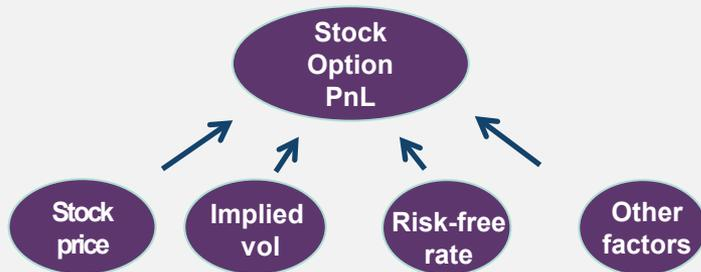 Stock
Option
PnL
Stock
price
Implied
vol
Risk-free
rate
Other
factors